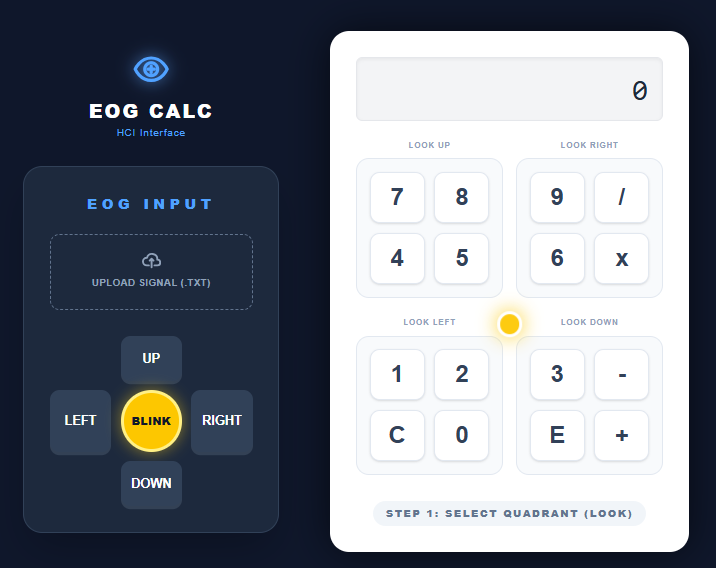 EOG CALC
HCI Interface
EOG INPUT
UPLOAD SIGNAL (.TXT)
UP
LEFT BLINK RIGHT
DOWN
0
LOOK UP LOOK RIGHT
7 8 9 /
4 5 6 x
LOOK LEFT LOOK DOWN
1 2 3 -
C 0 E +
STEP 1: SELECT QUADRANT (LOOK)